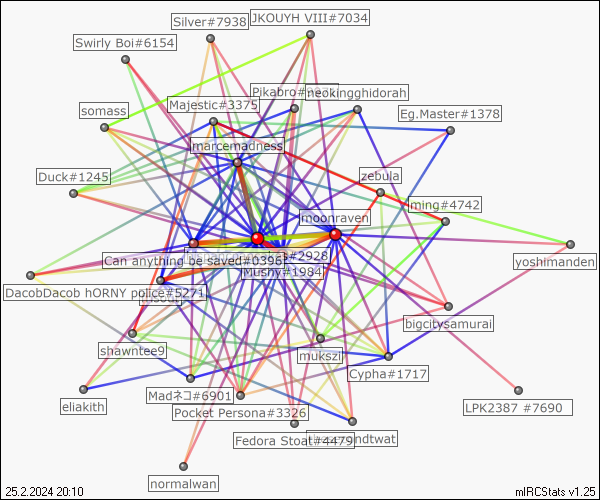 Silver#7938
JKOUYH VIII#7034
Swirly Boi#6154
Pikabro#
neokingghidorah
somass
Majestic#3375
Eg.Master#1378
marcemadness
Duck#1245
zebula
ming#4742
moonraven
Can anything be saved#0396
#2928
yoshimanden
Mushy#1984
DacobDacob hORNY police#5271
bigcitysamurai
shawntee9
mukszi
Cypha#1717
Madネコ#6901
eliakith
Pocket Persona#3326
LPK2387 #7690
Fedora Stoat#4479
ndtwat
normalwan
25.2.2024 20:10
mIRCStats v1.25